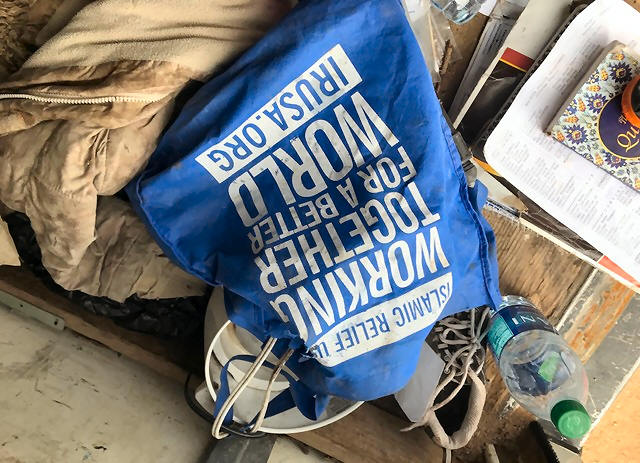 ISLAMIC RELIEF U
WORKING
TOGETHER
FOR A BETTER
WORLD
IRUSA.ORG